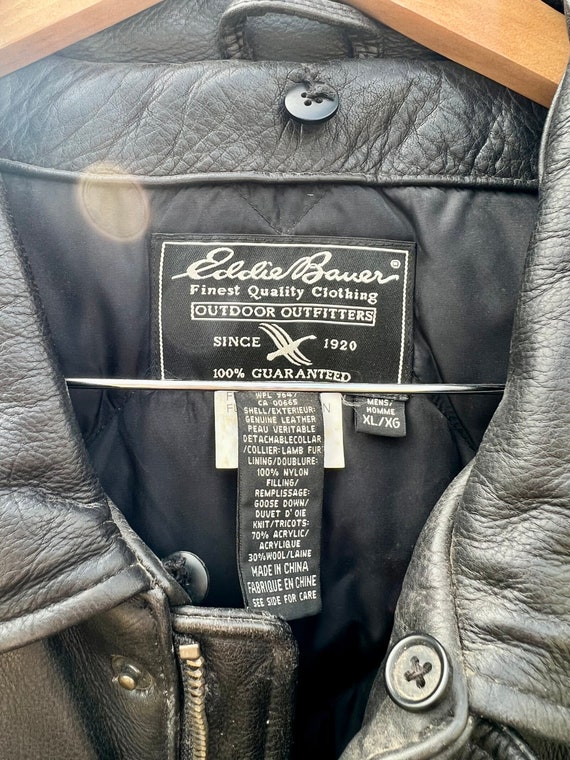 Eddie Bauer®
Finest Quality Clothing
OUTDOOR OUTFITTERS
SINCE 1920
100% GUARANTEED
WPL 9647
CA 00665
SHELL/EXTERIEUR:
GENUINE LEATHER
PEAU VERITABLE
DETACHABLECOLLAR
/COLLIER: LAMB FUR
LINING/DOUBLURE:
100% NYLON
FILLING/
REMPLISSAGE:
GOOSE DOWN/
DUVET D' OIE
KNIT/TRICOTS:
70% ACRYLIC/
ACRYLIQUE
30%WOOL/LAINE
MADE IN CHINA
FABRIQUE EN CHINE
SEE SIDE FOR CARE
MENS/
HOMME
XL/XG